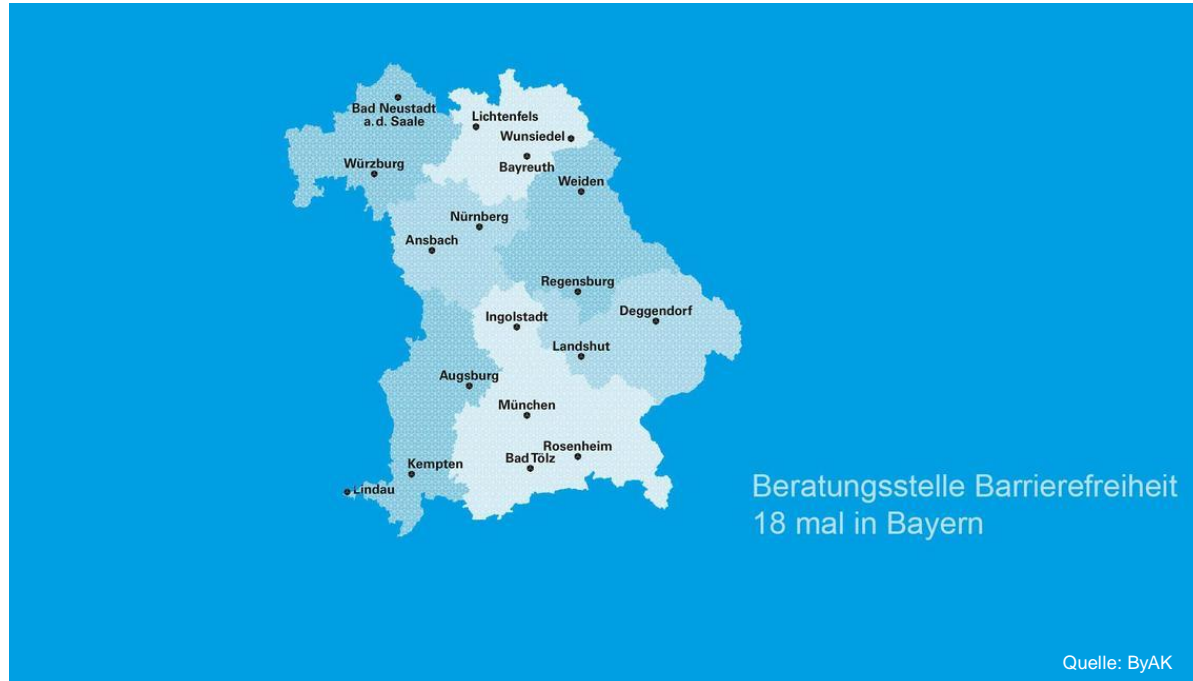 Bad Neustadt
a. d. Saale
Lichtenfels
Wunsiedel
Bayreuth
Würzburg
Weiden
Nürnberg
Ansbach
Regensburg
Deggendorf
Ingolstadt
Landshut
Augsburg
München
Rosenheim
Bad Tölz
Kempten
Lindau
Beratungsstelle Barrierefreiheit
18 mal in Bayern
Quelle: ByAK